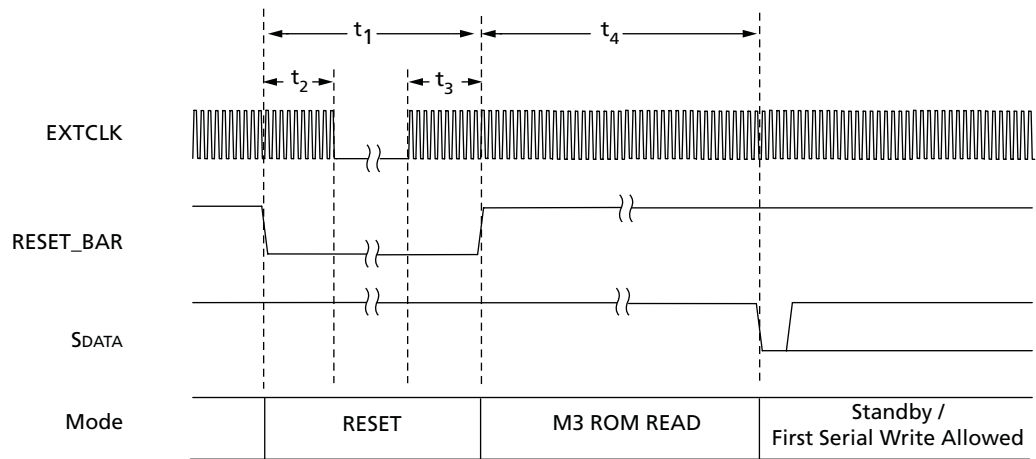 t1
t4
t2
t3
EXTCLK
RESET_BAR
SDATA
Mode
RESET
M3 ROM READ
Standby /
First Serial Write Allowed